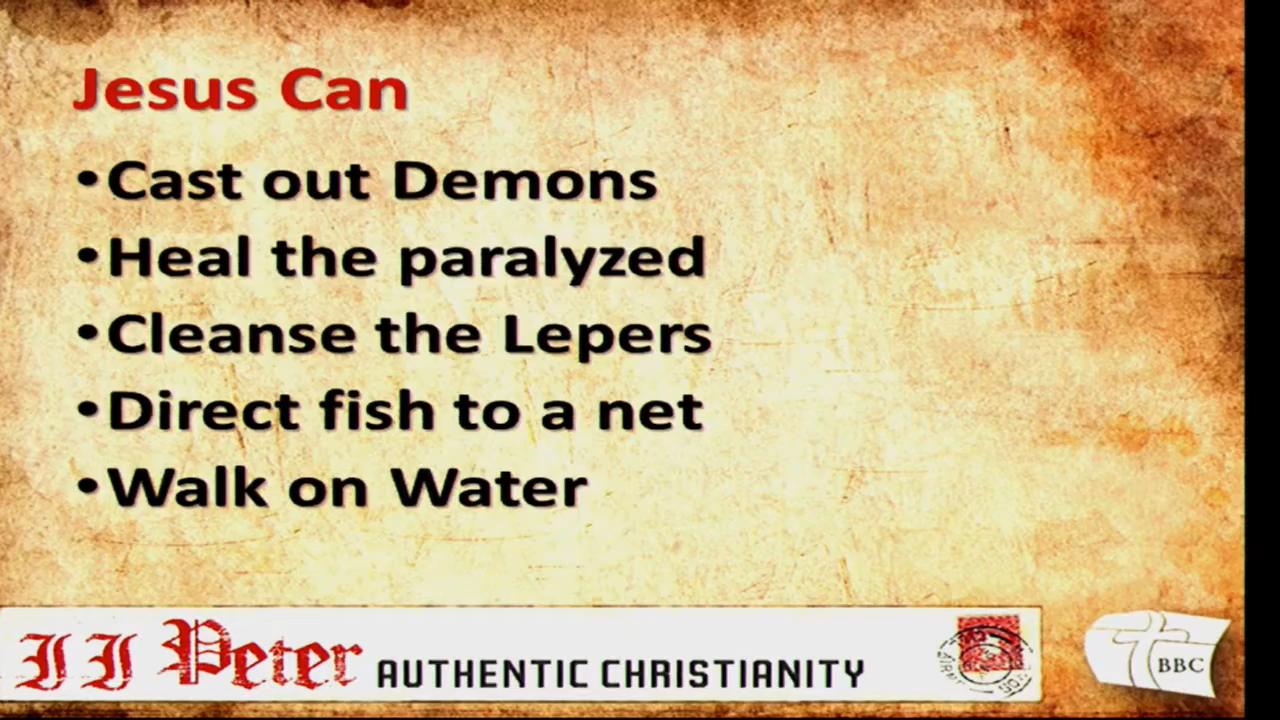 Jesus Can
•Cast out Demons
•Heal the paralyzed
•Cleanse the Lepers
•Direct fish to a net
•Walk on Water
II Peter AUTHENTIC CHRISTIANITY
BBC